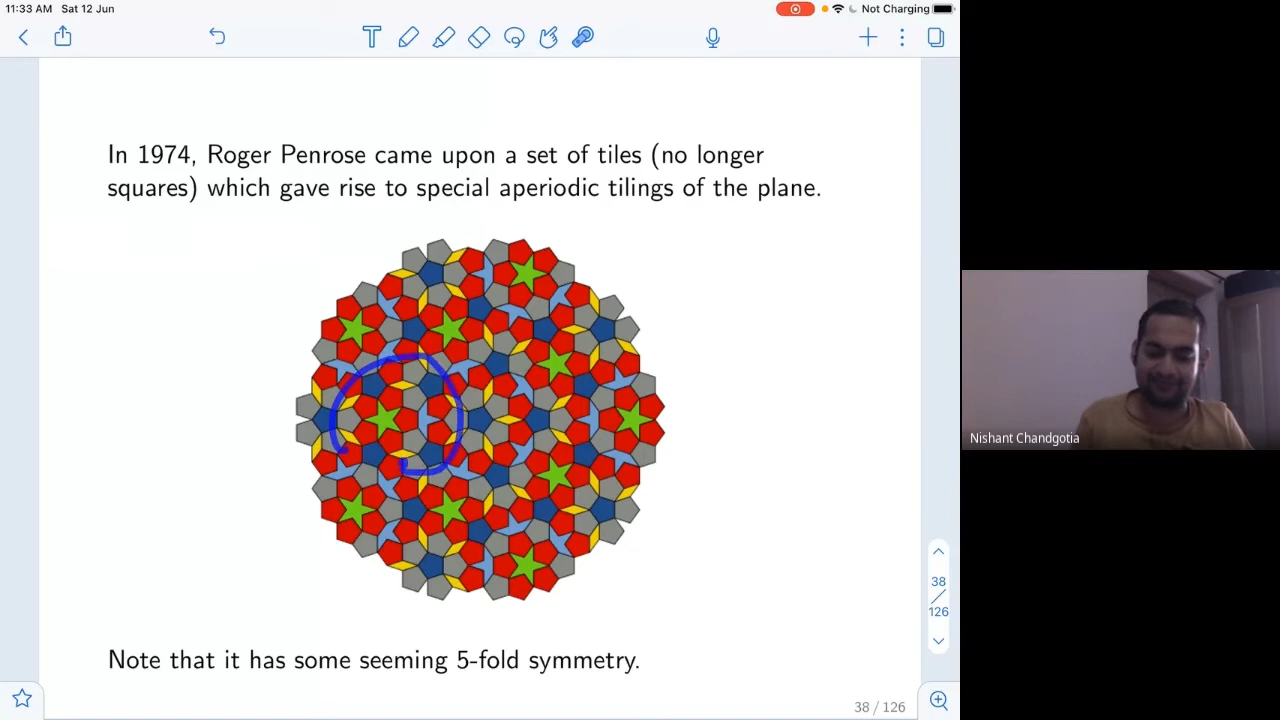 11:33 AM Sat 12 Jun
Not Charging
T
In 1974, Roger Penrose came upon a set of tiles (no longer
squares) which gave rise to special aperiodic tilings of the plane.
Nishant Chandgotia
38
126
Note that it has some seeming 5-fold symmetry.
38 / 126